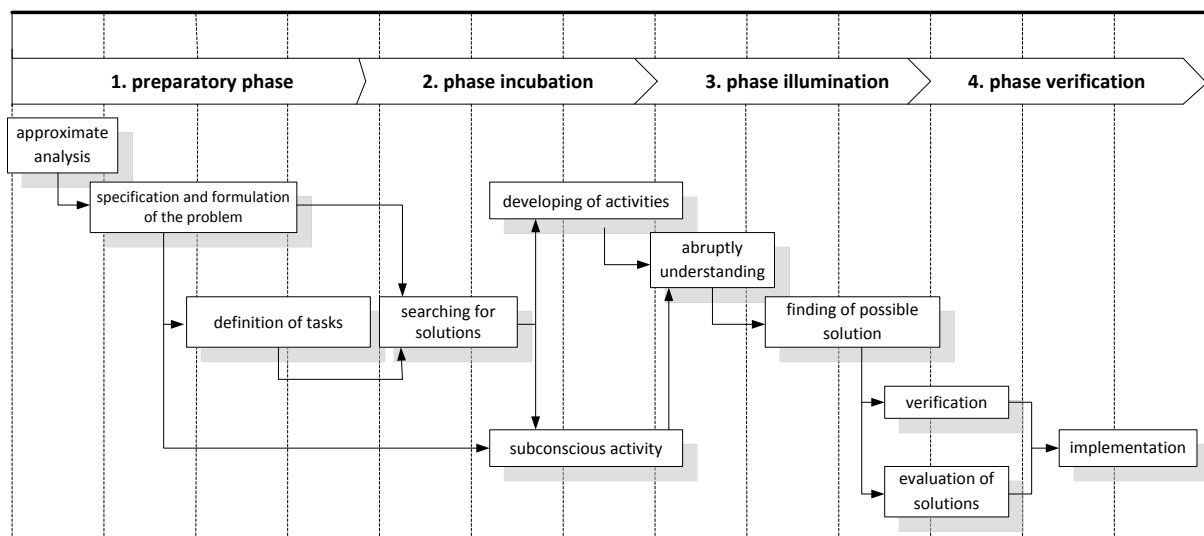 1. preparatory phase
2. phase incubation
3. phase illumination
4. phase verification
approximate
analysis
specification and formulation
of the problem
developing of activities
abruptly
understanding
definition of tasks
searching for
solutions
finding of possible
solution
verification
subconscious activity
implementation
evaluation of
solutions